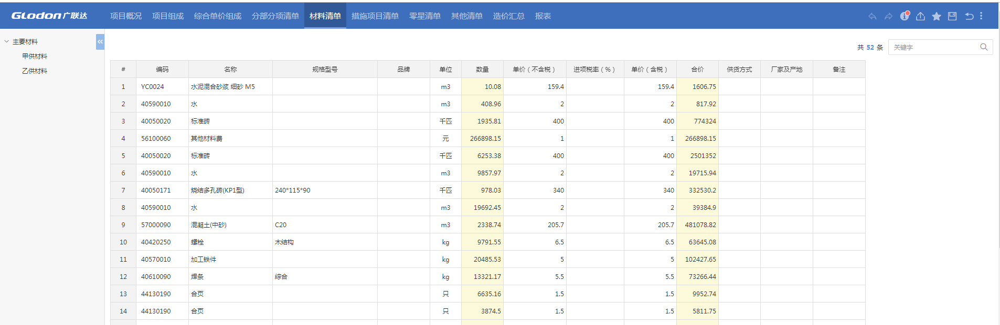 GLodon广联达 项目概况 项目组成 综合单价组成 分部分项清单 材料清单 措施项目清单 零星清单 其他清单 造价汇总 报表
主要材料
甲供材料
乙供材料
共 52 条 关键字
# 编码 名称 规格型号 品牌 单位 数量 单价（不含税） 进项税率（%） 单价（含税） 合价 供货方式 厂家及产地 备注
1 YC0024 水泥混合砂浆 细砂 M5 m3 10.08 159.4 159.4 1606.75
2 40590010 水 m3 408.96 2 2 817.92
3 40050020 标准砖 千匹 1935.81 400 400 774324
4 56100060 其他材料费 元 266898.15 1 1 266898.15
5 40050020 标准砖 千匹 6253.38 400 400 2501352
6 40590010 水 m3 9857.97 2 2 19715.94
7 40050171 烧结多孔砖(KP1型) 240*115*90 千匹 978.03 340 340 332530.2
8 40590010 水 m3 19692.45 2 2 39384.9
9 57000090 混凝土(中砂) C20 m3 2338.74 205.7 205.7 481078.82
10 40420250 螺栓 木结构 kg 9791.55 6.5 6.5 63645.08
11 40570010 加工铁件 kg 20485.53 5 5 102427.65
12 40610090 焊条 综合 kg 13321.17 5.5 5.5 73266.44
13 44130190 合页 只 6635.16 1.5 1.5 9952.74
14 44130190 合页 只 3874.5 1.5 1.5 5811.75